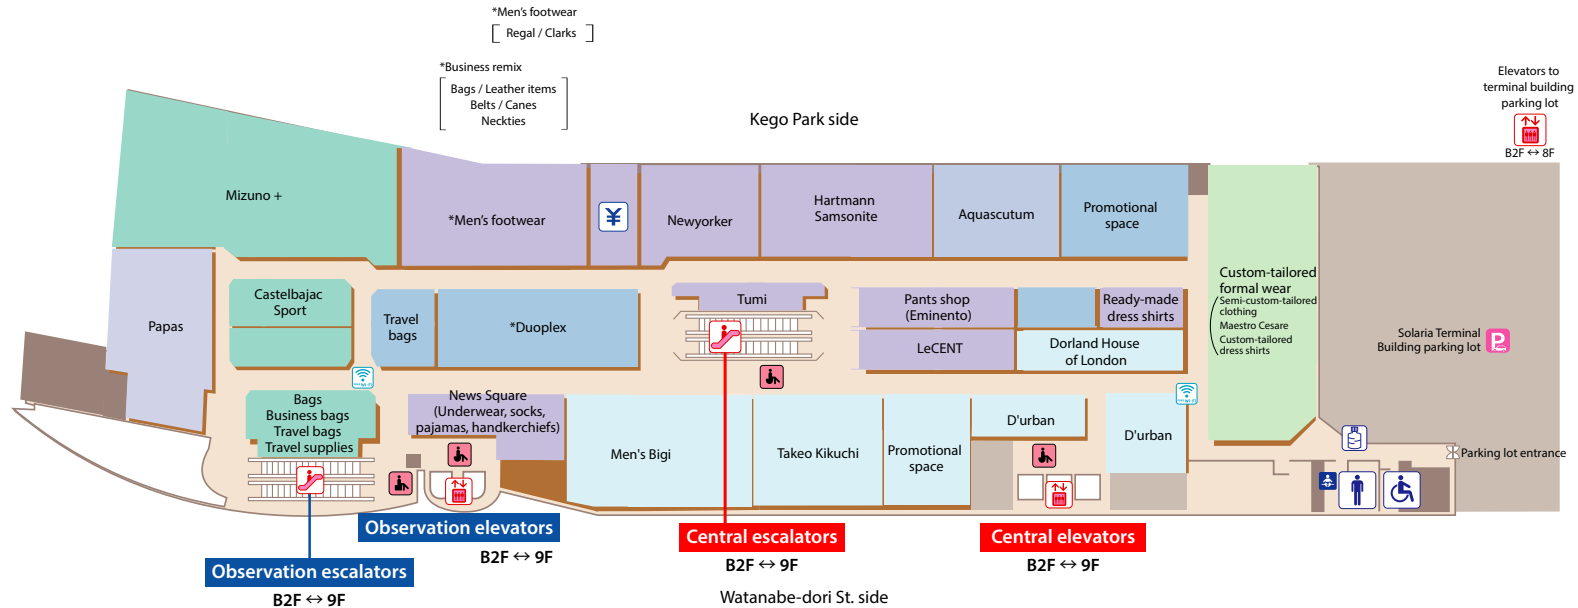 *Men's footwear
Regal / Clarks
*Business remix
Bags / Leather items
Belts / Canes
Neckties
Kego Park side
Elevators to
terminal building
parking lot
B2F ↔ 8F
Mizuno +
*Men's footwear
¥
Newyorker
Hartmann
Samsonite
Aquascutum
Promotional
space
Custom-tailored
formal wear
Semi-custom-tailored
clothing
Maestro Cesare
Custom-tailored
dress shirts
Papas
Castelbajac
Sport
Travel
bags
*Duoplex
Tumi
Pants shop
(Eminento)
Ready-made
dress shirts
LeCENT
Dorland House
of London
Solaria Terminal
Building parking lot
P
Bags
Business bags
Travel bags
Travel supplies
News Square
(Underwear, socks,
pajamas, handkerchiefs)
Men's Bigi
Takeo Kikuchi
Promotional
space
D'urban
D'urban
Parking lot entrance
Observation elevators
B2F ↔ 9F
Central escalators
B2F ↔ 9F
Central elevators
B2F ↔ 9F
Observation escalators
B2F ↔ 9F
Watanabe-dori St. side